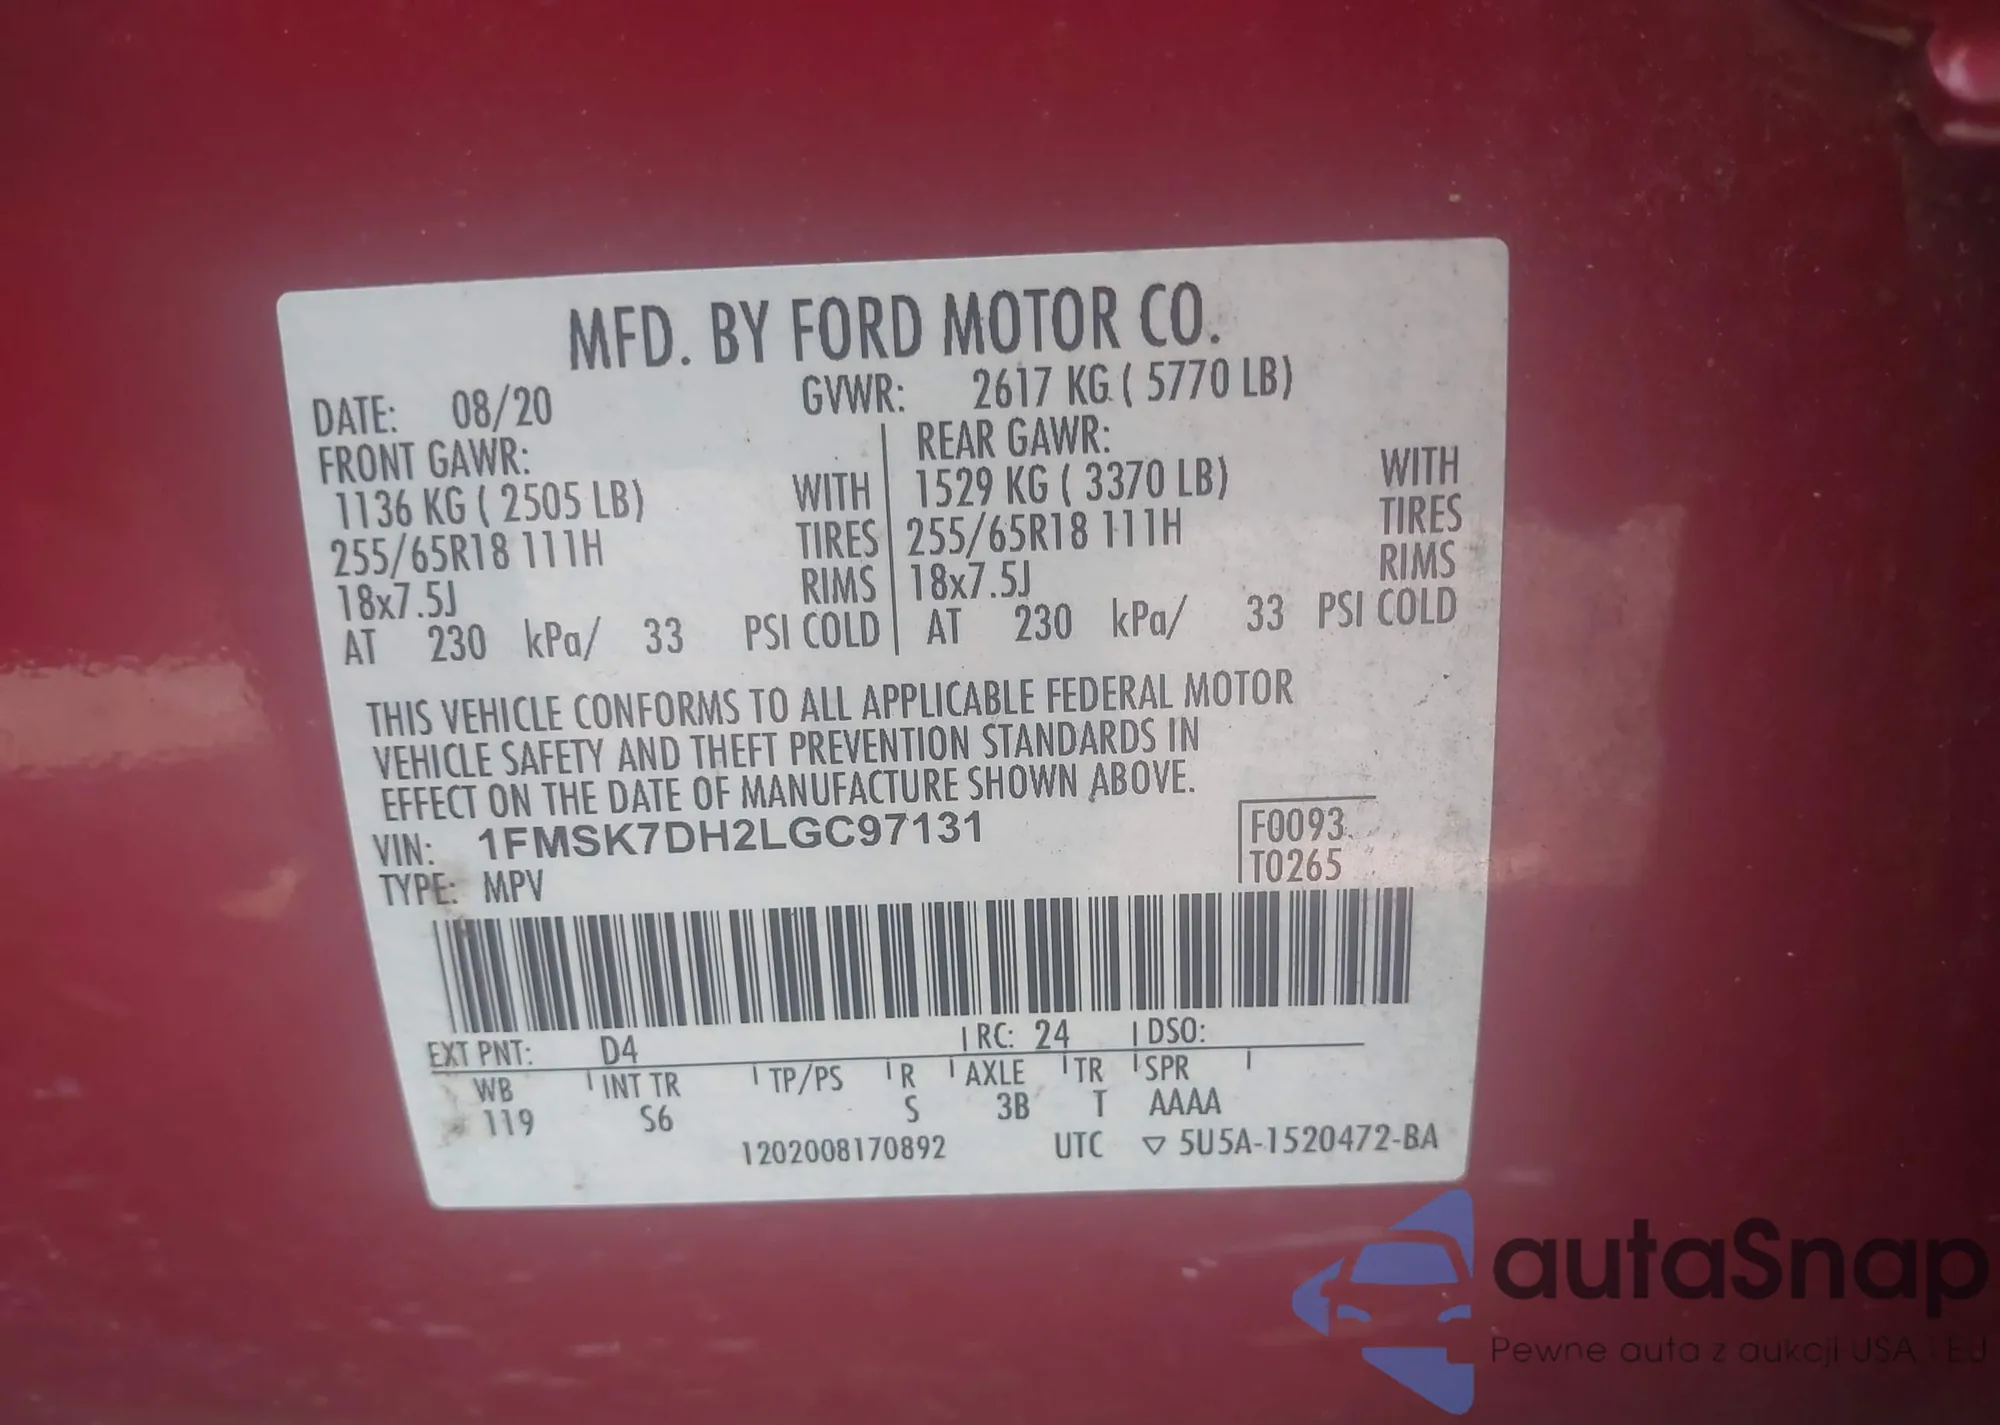 MFD. BY FORD MOTOR CO.
DATE: 08/20 GVWR: 2617 KG ( 5770 LB)
FRONT GAWR: REAR GAWR:
1136 KG ( 2505 LB) WITH 1529 KG ( 3370 LB) WITH
255/65R18 111H TIRES 255/65R18 111H TIRES
18x7.5J RIMS 18x7.5J RIMS
AT 230 kPa/ 33 PSI COLD AT 230 kPa/ 33 PSI COLD
THIS VEHICLE CONFORMS TO ALL APPLICABLE FEDERAL MOTOR
VEHICLE SAFETY AND THEFT PREVENTION STANDARDS IN
EFFECT ON THE DATE OF MANUFACTURE SHOWN ABOVE.
VIN: 1FMSK7DH2LGC97131 F0093
TYPE: MPV T0265
EXT PNT: D4 RC: 24 DSO:
WB INT TR TP/PS R AXLE TR SPR
119 S6 S 3B T AAAA
1202008170892 UTC ▽ 5U5A-1520472-BA
autaSnap
Pewne auta z aukcji USA i EU